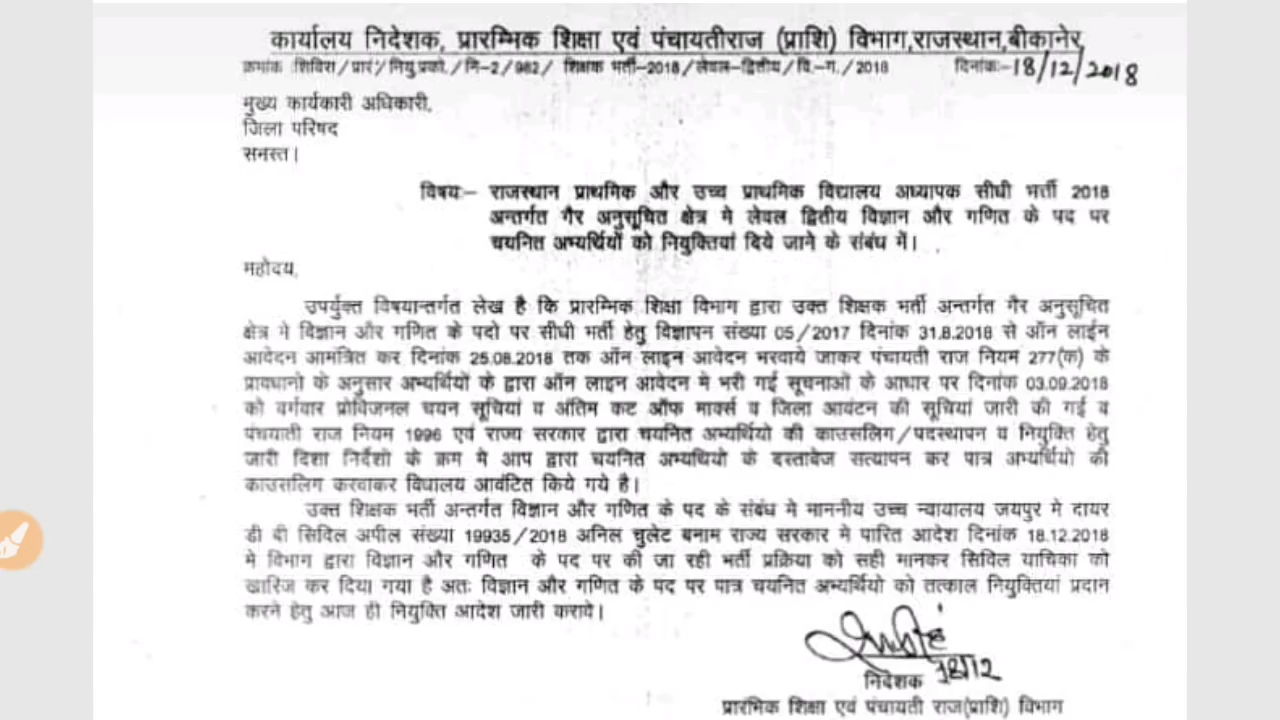 कार्यालय निदेशक, प्रारम्भिक शिक्षा एवं पंचायतीराज (प्राशि) विभाग,राजस्थान,बीकानेर
क्रमांक :शिविरा/प्रारं/नियु.प्रको./नि-2/982/ शिक्षक भर्ती-2018/लेवल-द्वितीय/वि.-ग./2018 दिनांकः-18/12/2018
मुख्य कार्यकारी अधिकारी,
जिला परिषद
समस्त।
विषयः- राजस्थान प्राथमिक और उच्च प्राथमिक विद्यालय अध्यापक सीधी भर्ती 2018
अन्तर्गत गैर अनुसूचित क्षेत्र मे लेवल द्वितीय विज्ञान और गणित के पद पर
चयनित अभ्यर्थियों को नियुक्तियां दिये जाने के संबंध में।
महोदय,
उपर्युक्त विषयान्तर्गत लेख है कि प्रारम्भिक शिक्षा विभाग द्वारा उक्त शिक्षक भर्ती अन्तर्गत गैर अनुसूचित
क्षेत्र मे विज्ञान और गणित के पदो पर सीधी भर्ती हेतु विज्ञापन संख्या 05/2017 दिनांक 31.8.2018 से ऑन लाईन
आवेदन आमंत्रित कर दिनांक 25.08.2018 तक ऑन लाइन आवेदन भरवाये जाकर पंचायती राज नियम 277(क) के
प्रावधानो के अनुसार अभ्यर्थियों के द्वारा ऑन लाइन आवेदन मे भरी गई सूचनाओं के आधार पर दिनांक 03.09.2018
को वर्गवार प्रोविजनल चयन सूचियां व अंतिम कट ऑफ मार्क्स व जिला आवंटन की सूचियां जारी की गई व
पंचयाती राज नियम 1996 एवं राज्य सरकार द्वारा चयनित अभ्यर्थियो की काउसलिग/पदस्थापन व नियुक्ति हेतु
जारी दिशा निर्देशो के क्रम मे आप द्वारा चयनित अभ्यथियो के दस्तावेज सत्यापन कर पात्र अभ्यर्थियो की
काउसलिग करवाकर विद्यालय आवंटित किये गये है।
उक्त शिक्षक भर्ती अन्तर्गत विज्ञान और गणित के पद के संबंध मे माननीय उच्च न्यायालय जयपुर मे दायर
डी बी सिविल अपील संख्या 19935/2018 अनिल चुलेट बनाम राज्य सरकार मे पारित आदेश दिनांक 18.12.2018
मे विभाग द्वारा विज्ञान और गणित के पद पर की जा रही भर्ती प्रक्रिया को सही मानकर सिविल याचिका को
खारिज कर दिया गया है अतः विज्ञान और गणित के पद पर पात्र चयनित अभ्यर्थियो को तत्काल नियुक्तियां प्रदान
करने हेतु आज ही नियुक्ति आदेश जारी करावे।
18/12
निदेशक
प्रारंभिक शिक्षा एवं पंचायती राज(प्राशि) विभाग